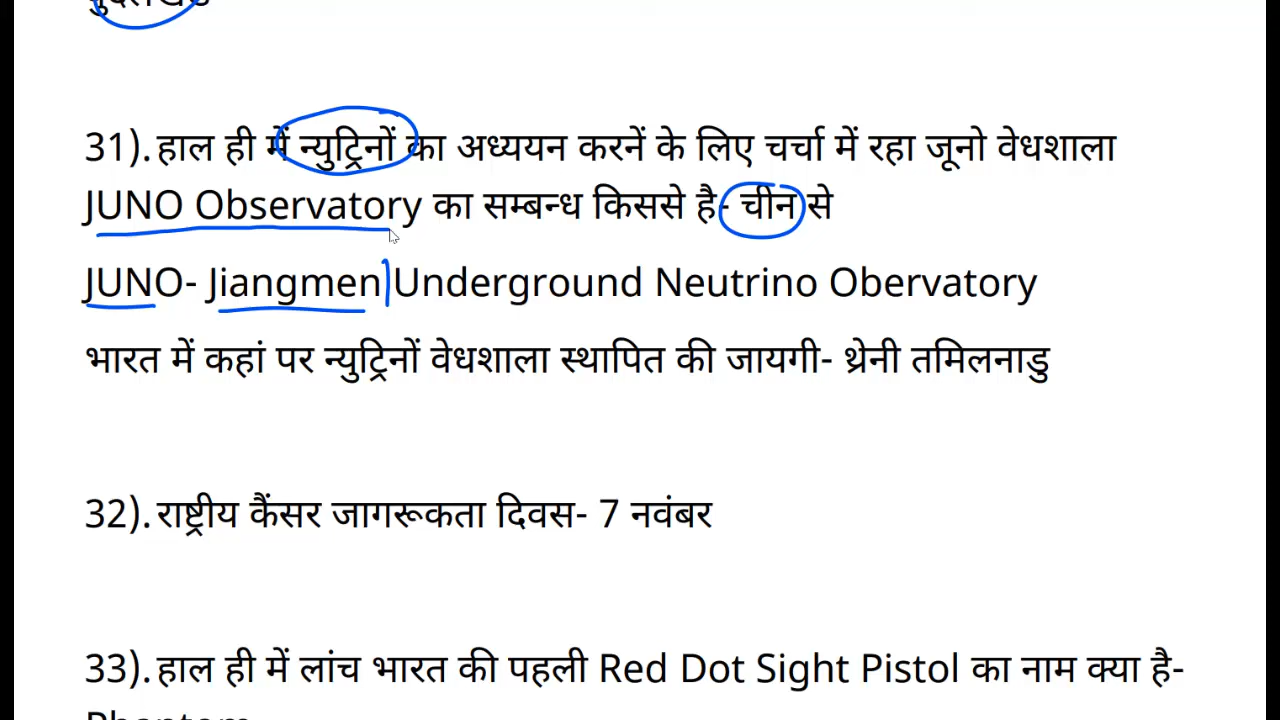 31). हाल ही में न्युट्रिनों का अध्ययन करनें के लिए चर्चा में रहा जूनो वेधशाला
JUNO Observatory का सम्बन्ध किससे है- चीन से
JUNO- Jiangmen Underground Neutrino Obervatory
भारत में कहां पर न्युट्रिनों वेधशाला स्थापित की जायगी- थ्रेनी तमिलनाडु
32). राष्ट्रीय कैंसर जागरूकता दिवस- 7 नवंबर
33). हाल ही में लांच भारत की पहली Red Dot Sight Pistol का नाम क्या है-